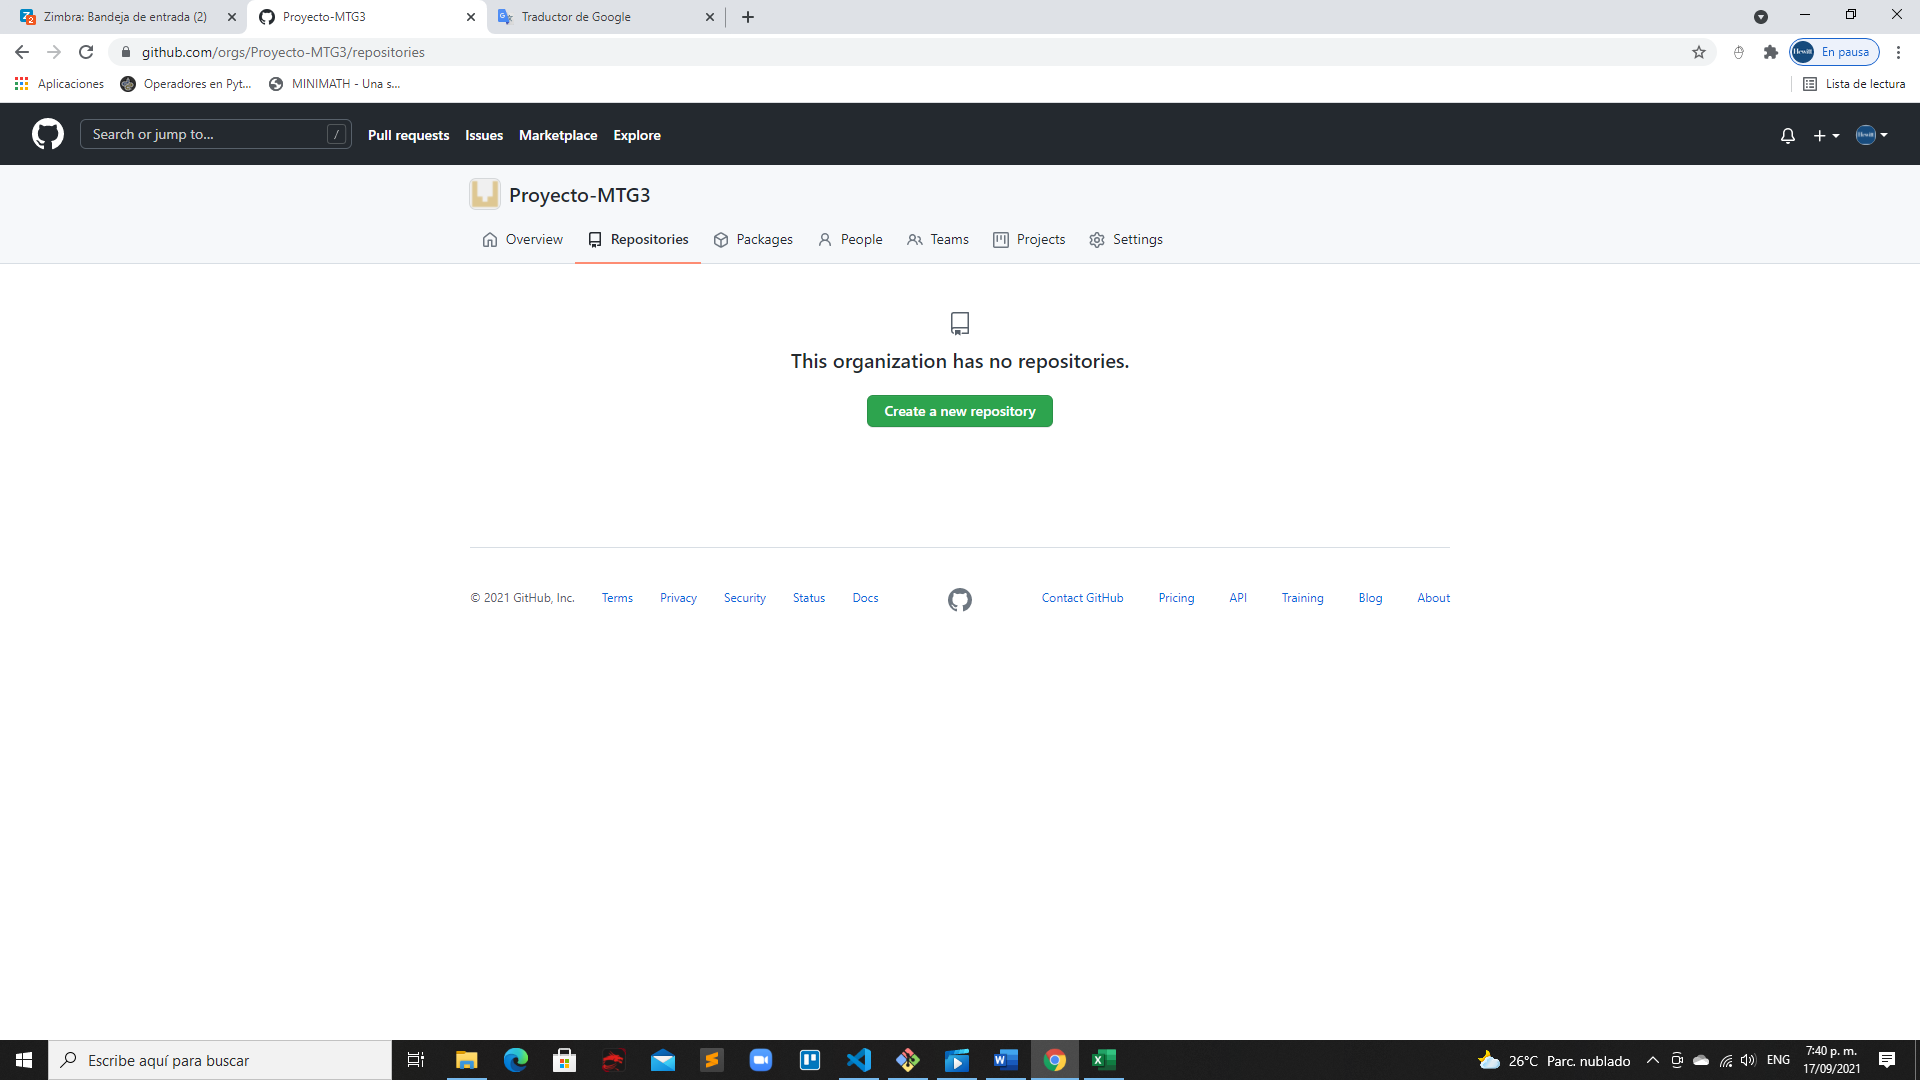 Zimbra: Bandeja de entrada (2)
Proyecto-MTG3
Traductor de Google
github.com/orgs/Proyecto-MTG3/repositories
En pausa
Aplicaciones
Operadores en Pyt...
MINIMATH - Una s...
Lista de lectura
Search or jump to...
/
Pull requests
Issues
Marketplace
Explore
Proyecto-MTG3
Overview
Repositories
Packages
People
Teams
Projects
Settings
This organization has no repositories.
Create a new repository
© 2021 GitHub, Inc.
Terms
Privacy
Security
Status
Docs
Contact GitHub
Pricing
API
Training
Blog
About
Escribe aquí para buscar
26°C Parc. nublado
ENG
7:40 p. m.
17/09/2021